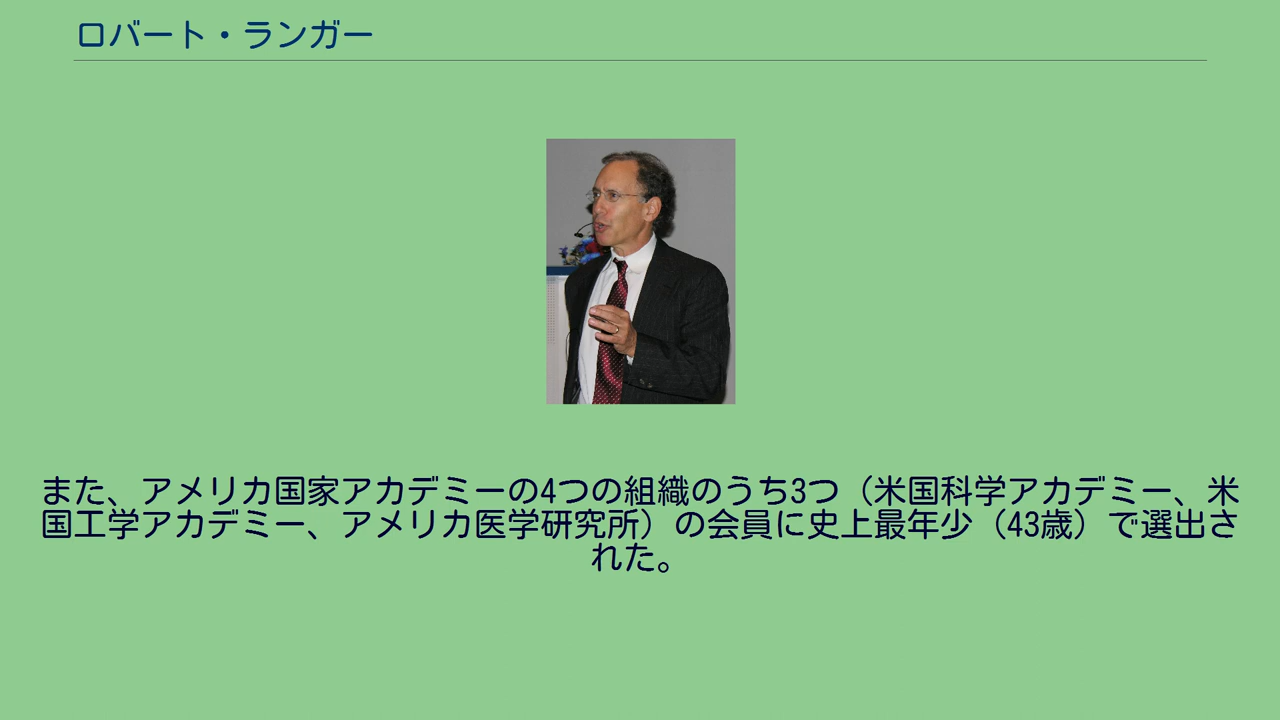 ロバート・ランガー
また、アメリカ国家アカデミーの4つの組織のうち3つ（米国科学アカデミー、米
国工学アカデミー、アメリカ医学研究所）の会員に史上最年少（43歳）で選出さ
れた。